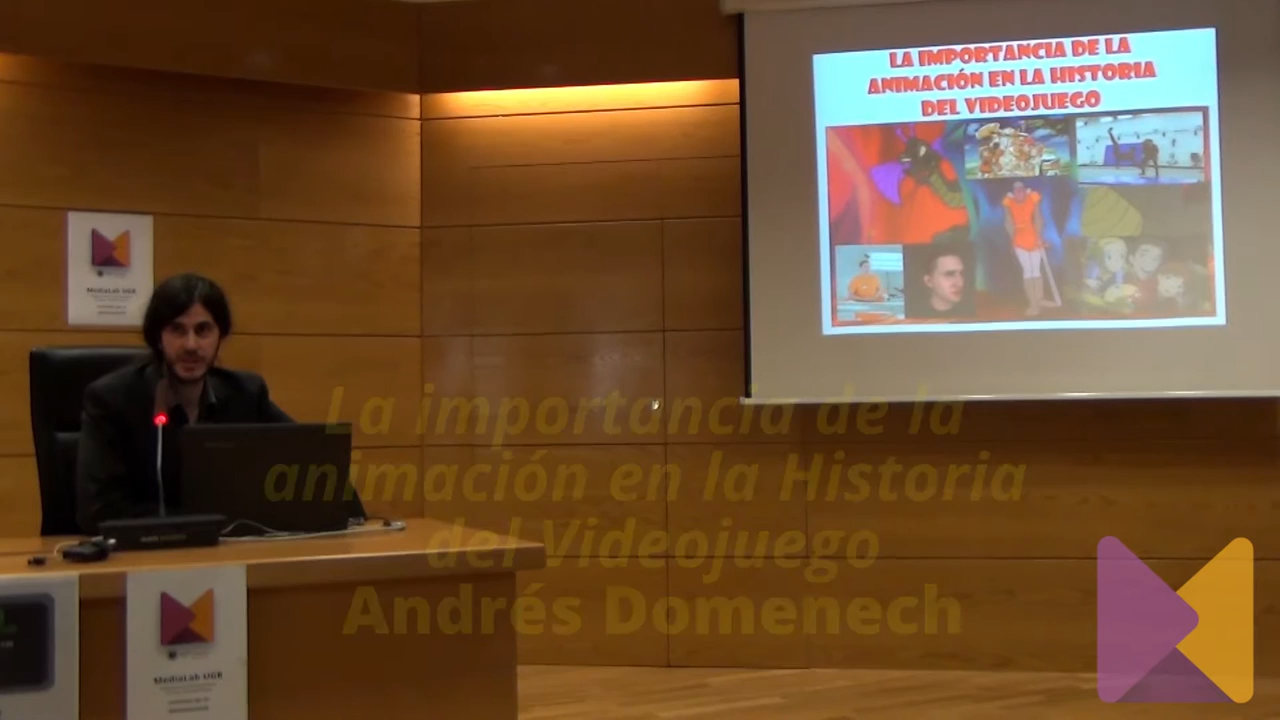 LA IMPORTANCIA DE LA
ANIMACIÓN EN LA HISTORIA
DEL VIDEOJUEGO
MediaLab UGR
La importancia de la
animación en la Historia
del Videojuego
Andrés Domenech
MediaLab UGR